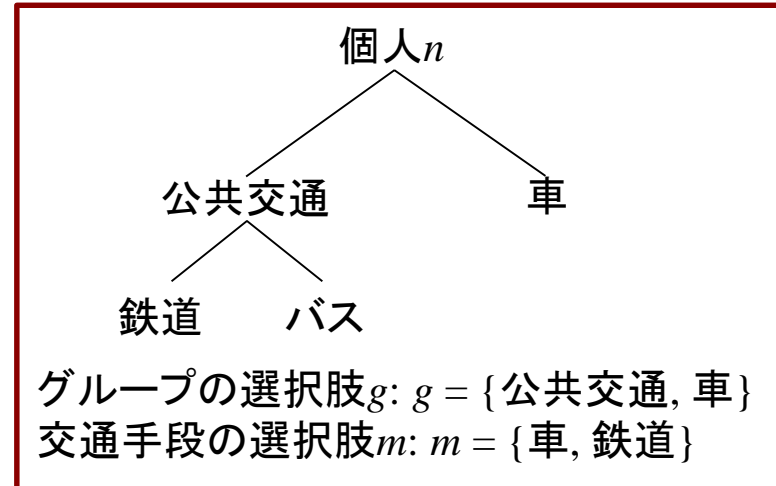 個人n
公共交通 車
鉄道 バス
グループの選択肢g: g = {公共交通, 車}
交通手段の選択肢m: m = {車, 鉄道}